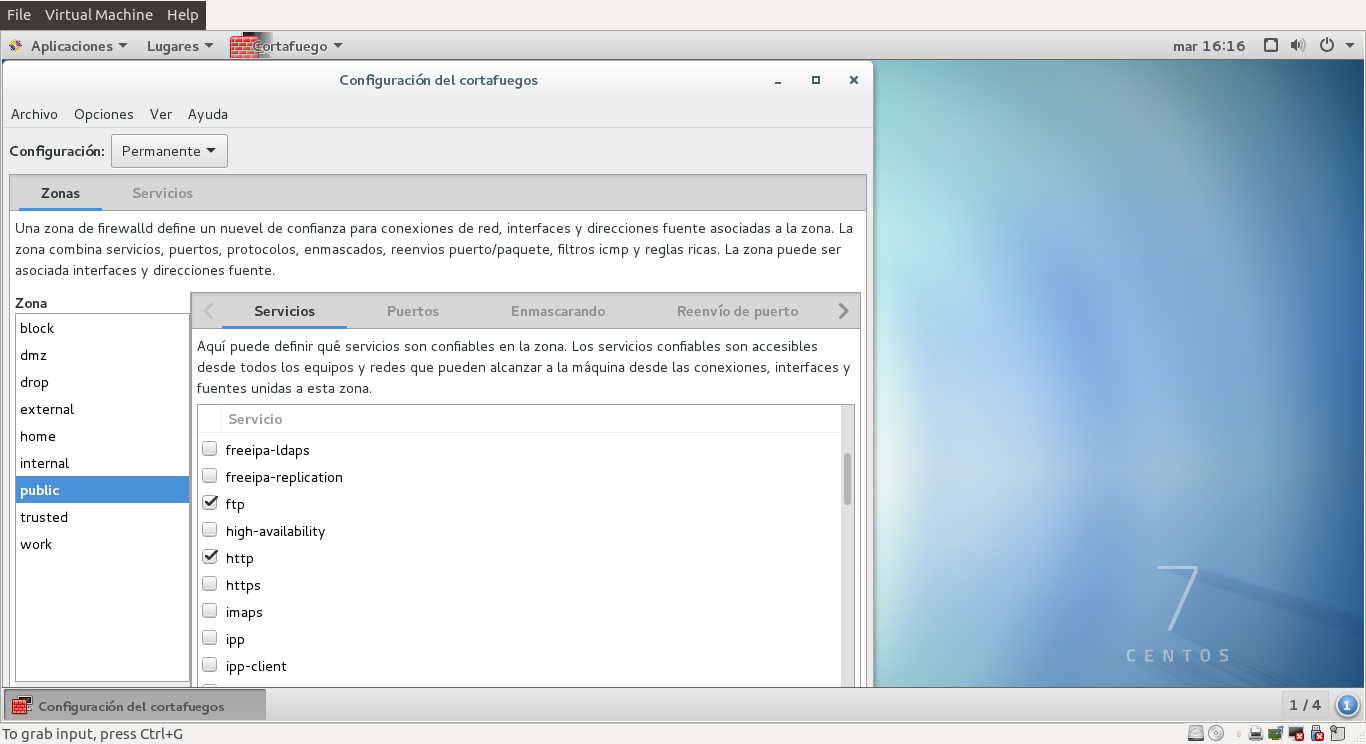 File Virtual Machine Help
Aplicaciones Lugares Cortafuego mar 16:16
Configuración del cortafuegos
Archivo Opciones Ver Ayuda
Configuración: Permanente
Zonas Servicios
Una zona de firewalld define un nuevel de confianza para conexiones de red, interfaces y direcciones fuente asociadas a la zona. La
zona combina servicios, puertos, protocolos, enmascados, reenvios puerto/paquete, filtros icmp y reglas ricas. La zona puede ser
asociada interfaces y direcciones fuente.
Zona
block
dmz
drop
external
home
internal
public
trusted
work
Servicios Puertos Enmascarando Reenvío de puerto
Aquí puede definir qué servicios son confiables en la zona. Los servicios confiables son accesibles
desde todos los equipos y redes que pueden alcanzar a la máquina desde las conexiones, interfaces y
fuentes unidas a esta zona.
Servicio
freeipa-ldaps
freeipa-replication
ftp
high-availability
http
https
imaps
ipp
ipp-client
7
CENTOS
Configuración del cortafuegos 1 / 4 1
To grab input, press Ctrl+G